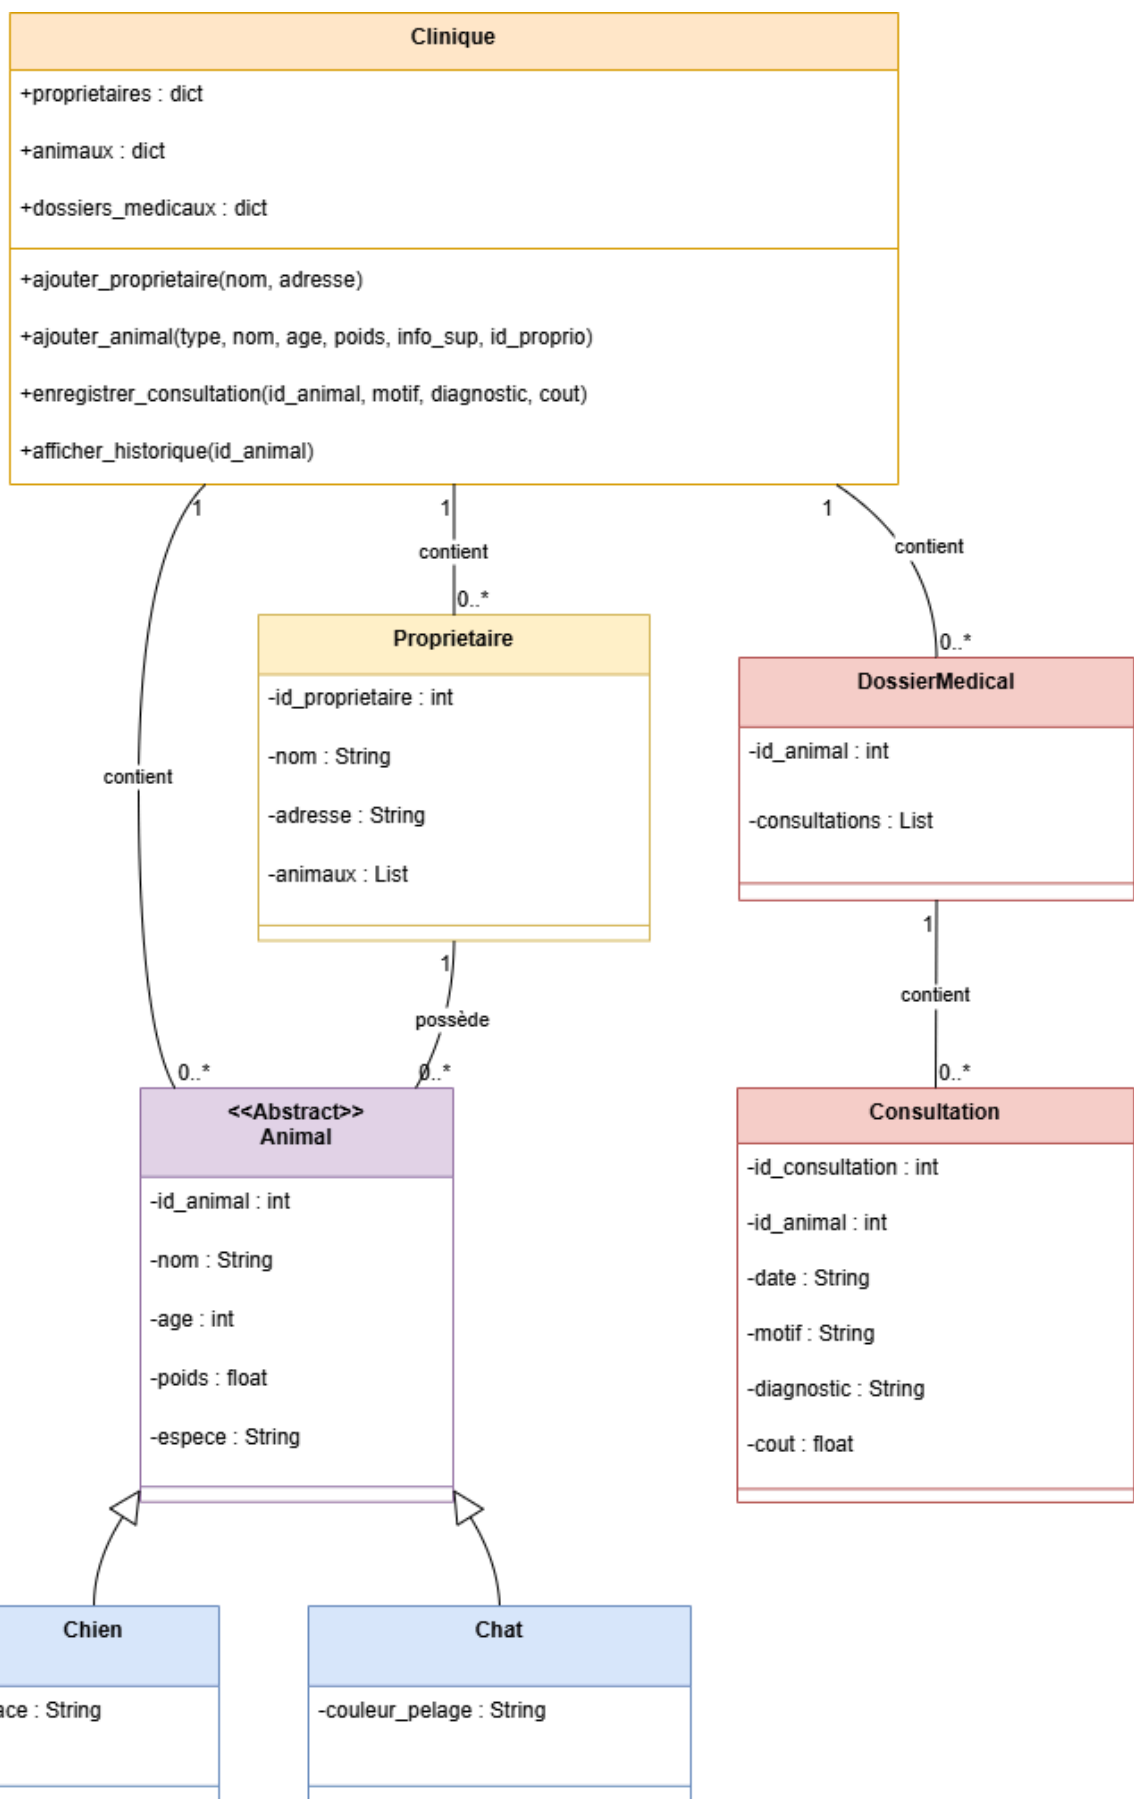 Clinique
+proprietaires : dict
+animaux : dict
+dossiers_medicaux : dict
+ajouter_proprietaire(nom, adresse)
+ajouter_animal(type, nom, age, poids, info_sup, id_proprio)
+enregistrer_consultation(id_animal, motif, diagnostic, cout)
+afficher_historique(id_animal)
1
1
1
contient
contient
0..*
0..*
Proprietaire
-id_proprietaire : int
-nom : String
-adresse : String
-animaux : List
DossierMedical
-id_animal : int
-consultations : List
contient
1
1
possède
contient
0..*
0..*
0..*
<<Abstract>>
Animal
-id_animal : int
-nom : String
-age : int
-poids : float
-espece : String
Consultation
-id_consultation : int
-id_animal : int
-date : String
-motif : String
-diagnostic : String
-cout : float
Chien
ace : String
Chat
-couleur_pelage : String